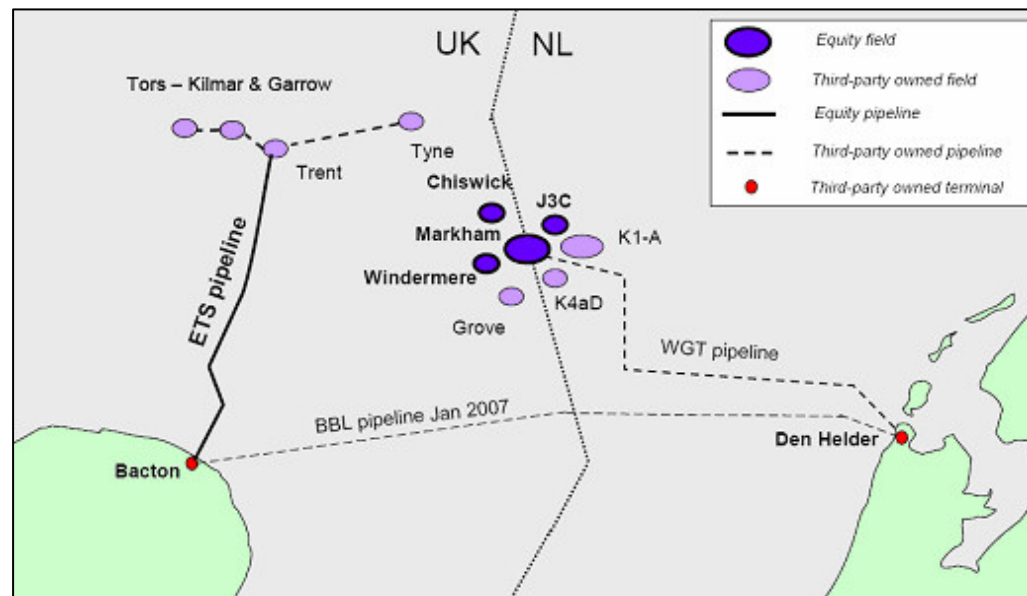 UK
NL
Equity field
Third-party owned field
Equity pipeline
Third-party owned pipeline
Third-party owned terminal
Tors – Kilmar & Garrow
Trent
Tyne
Chiswick
J3C
Markham
K1-A
Windermere
K4aD
Grove
ETS pipeline
WGT pipeline
BBL pipeline Jan 2007
Den Helder
Bacton